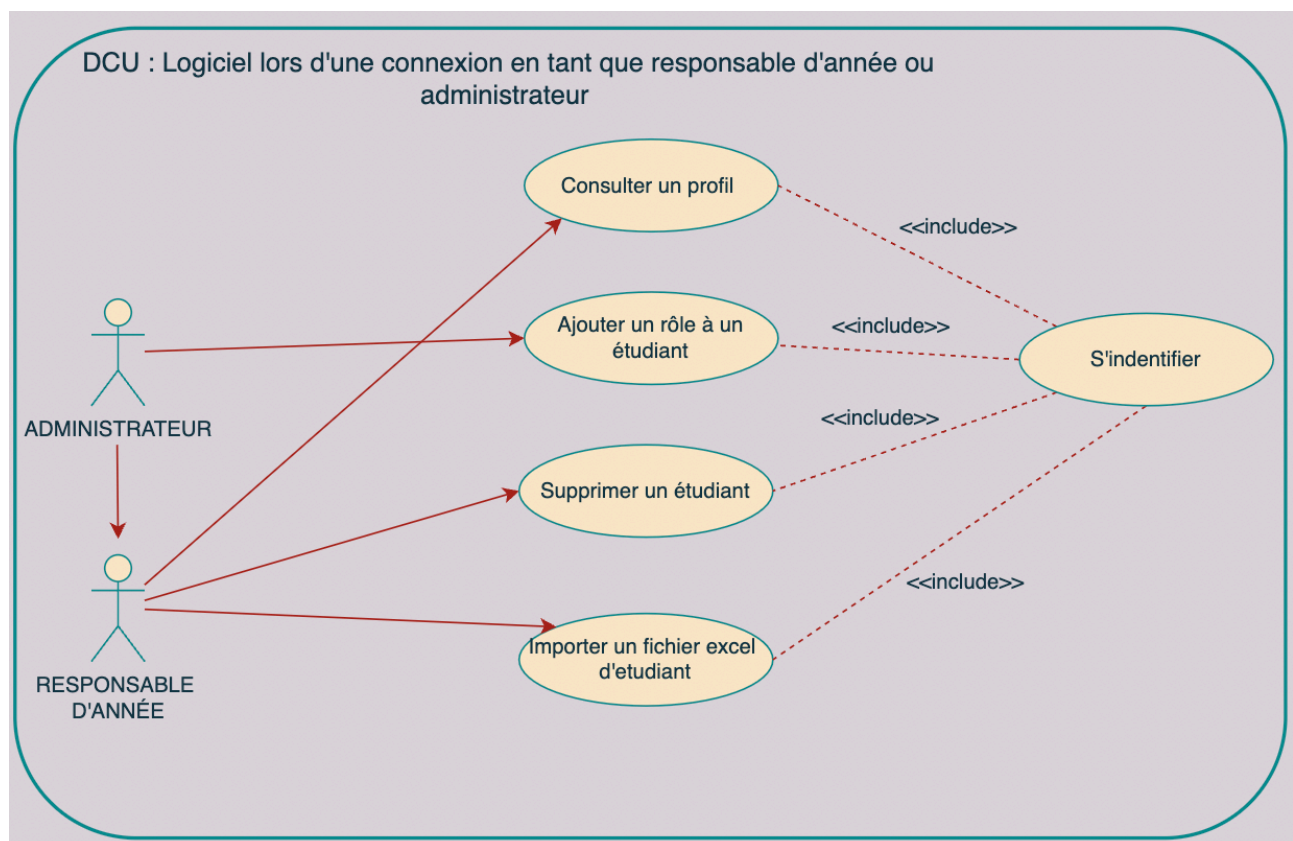 DCU : Logiciel lors d'une connexion en tant que responsable d'année ou
administrateur
Consulter un profil
<<include>>
Ajouter un rôle à un
étudiant
<<include>>
S'indentifier
ADMINISTRATEUR
<<include>>
Supprimer un étudiant
<<include>>
Importer un fichier excel
d'etudiant
RESPONSABLE
D'ANNÉE